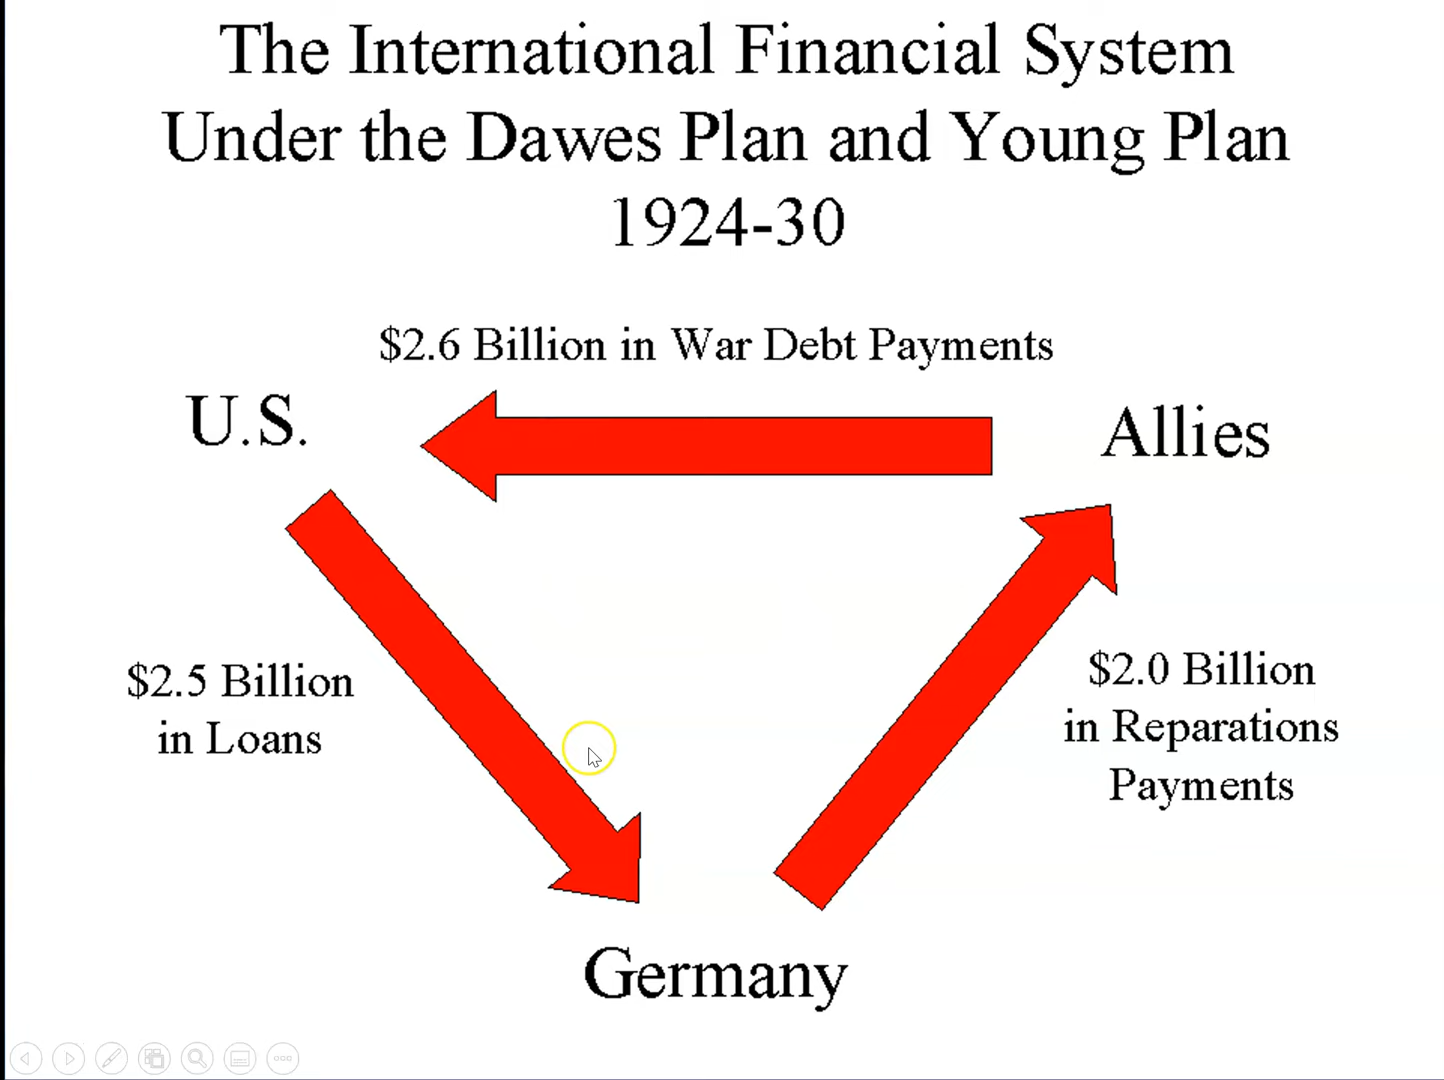 The International Financial System
Under the Dawes Plan and Young Plan
1924-30
$2.6 Billion in War Debt Payments
U.S.
Allies
$2.5 Billion
in Loans
$2.0 Billion
in Reparations
Payments
Germany